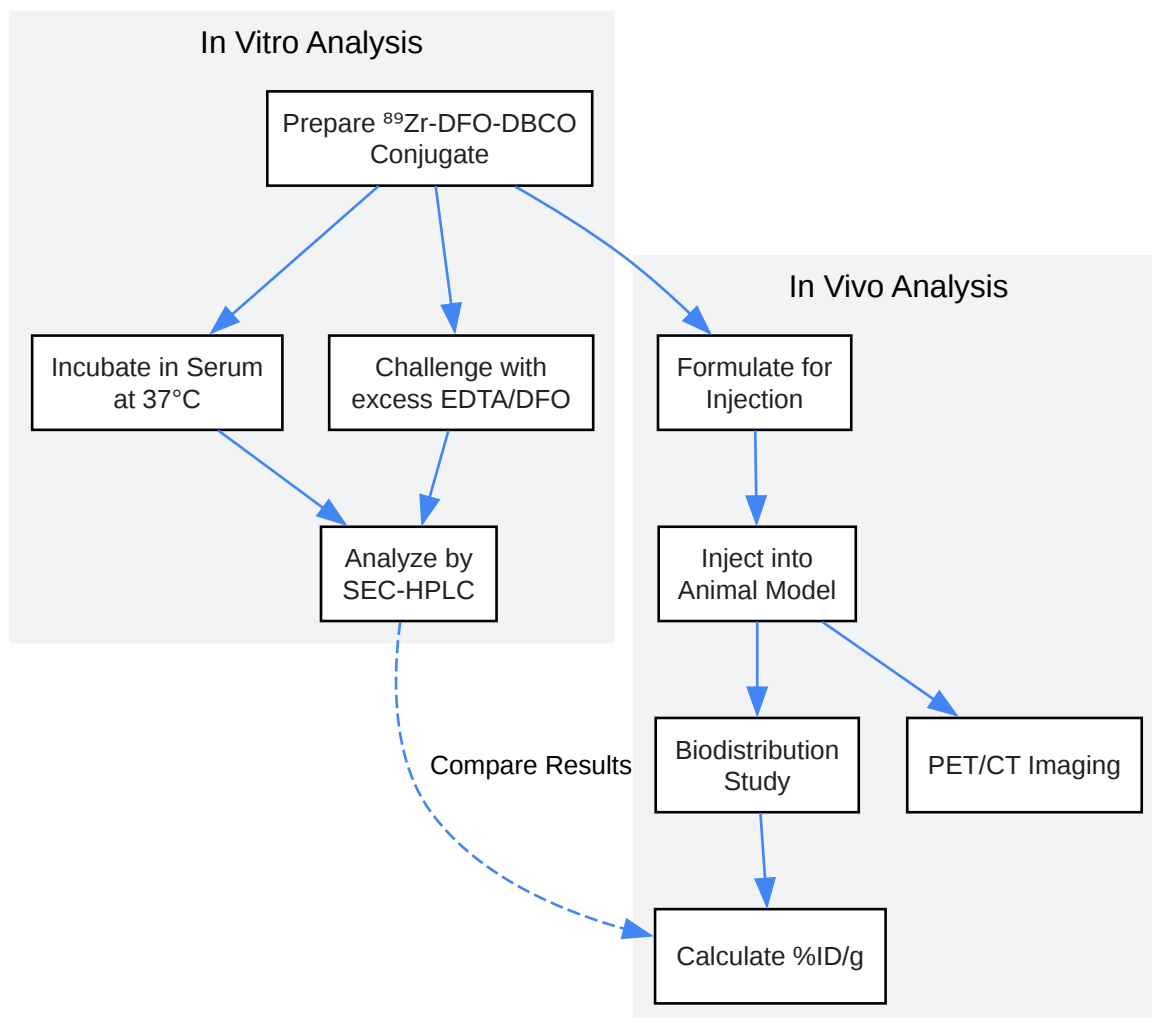 In Vitro Analysis
Prepare ⁸⁹Zr-DFO-DBCO
Conjugate
Incubate in Serum
at 37°C
Challenge with
excess EDTA/DFO
Analyze by
SEC-HPLC
Compare Results
In Vivo Analysis
Formulate for
Injection
Inject into
Animal Model
Biodistribution
Study
PET/CT Imaging
Calculate %ID/g